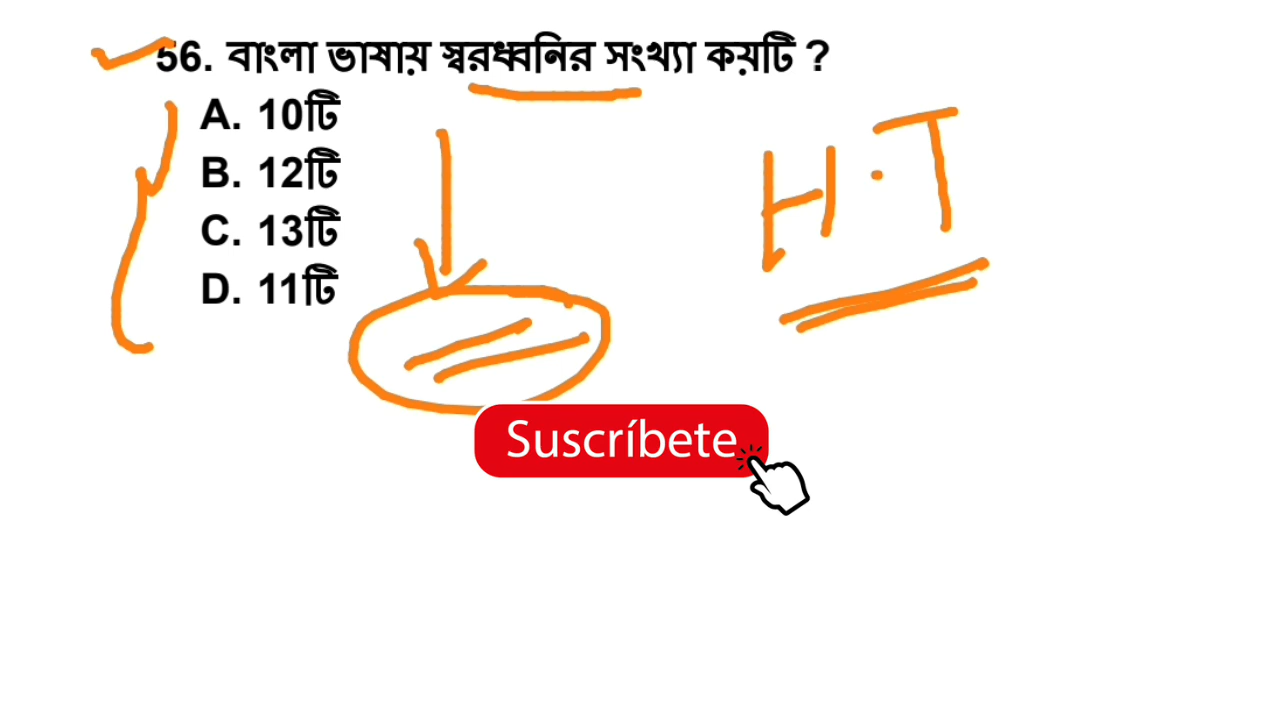 56. বাংলা ভাষায় স্বরধ্বনির সংখ্যা কয়টি ?
A. 10টি
B. 12টি
C. 13টি
D. 11টি
H.T
Suscríbete